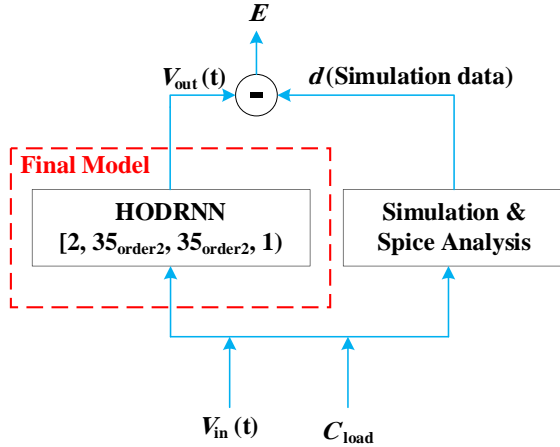 E
Vout (t)
d(Simulation data)
-
Final Model
HODRNN
[2, 35order2, 35order2, 1)
Simulation &
Spice Analysis
Vin (t)
Cload